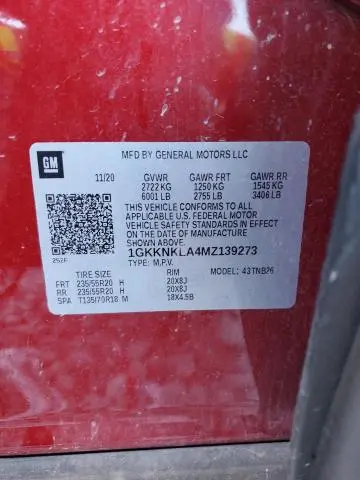 GM
MFD BY GENERAL MOTORS LLC
11/20 GVWR GAWR FRT GAWR RR
2722 KG 1250 KG 1545 KG
6001 LB 2755 LB 3406 LB
THIS VEHICLE CONFORMS TO ALL
APPLICABLE U.S. FEDERAL MOTOR
VEHICLE SAFETY STANDARDS IN EFFECT
ON THE DATE OF MANUFACTURE
SHOWN ABOVE.
1GKKNKLA4MZ139273
252F TYPE: M.P.V.
TIRE SIZE RIM 43TNB26
FRT 235/55R20 H 20X8J
RR 235/55R20 H 20X8J
SPA T135/70R18 M 18X4.5B